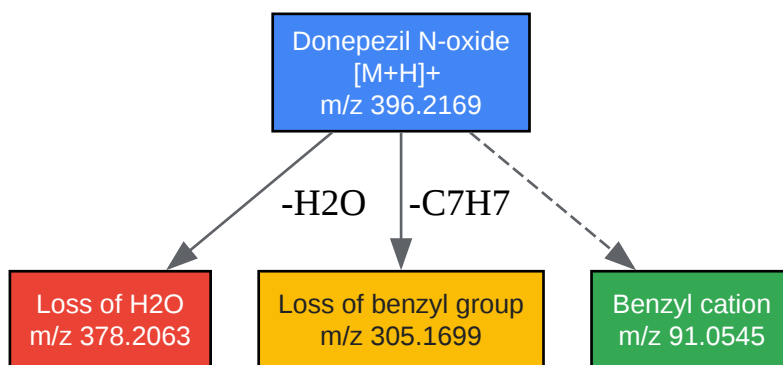 Donepezil N-oxide
[M+H]+
m/z 396.2169
-H2O
-C7H7
Loss of H2O
m/z 378.2063
Loss of benzyl group
m/z 305.1699
Benzyl cation
m/z 91.0545